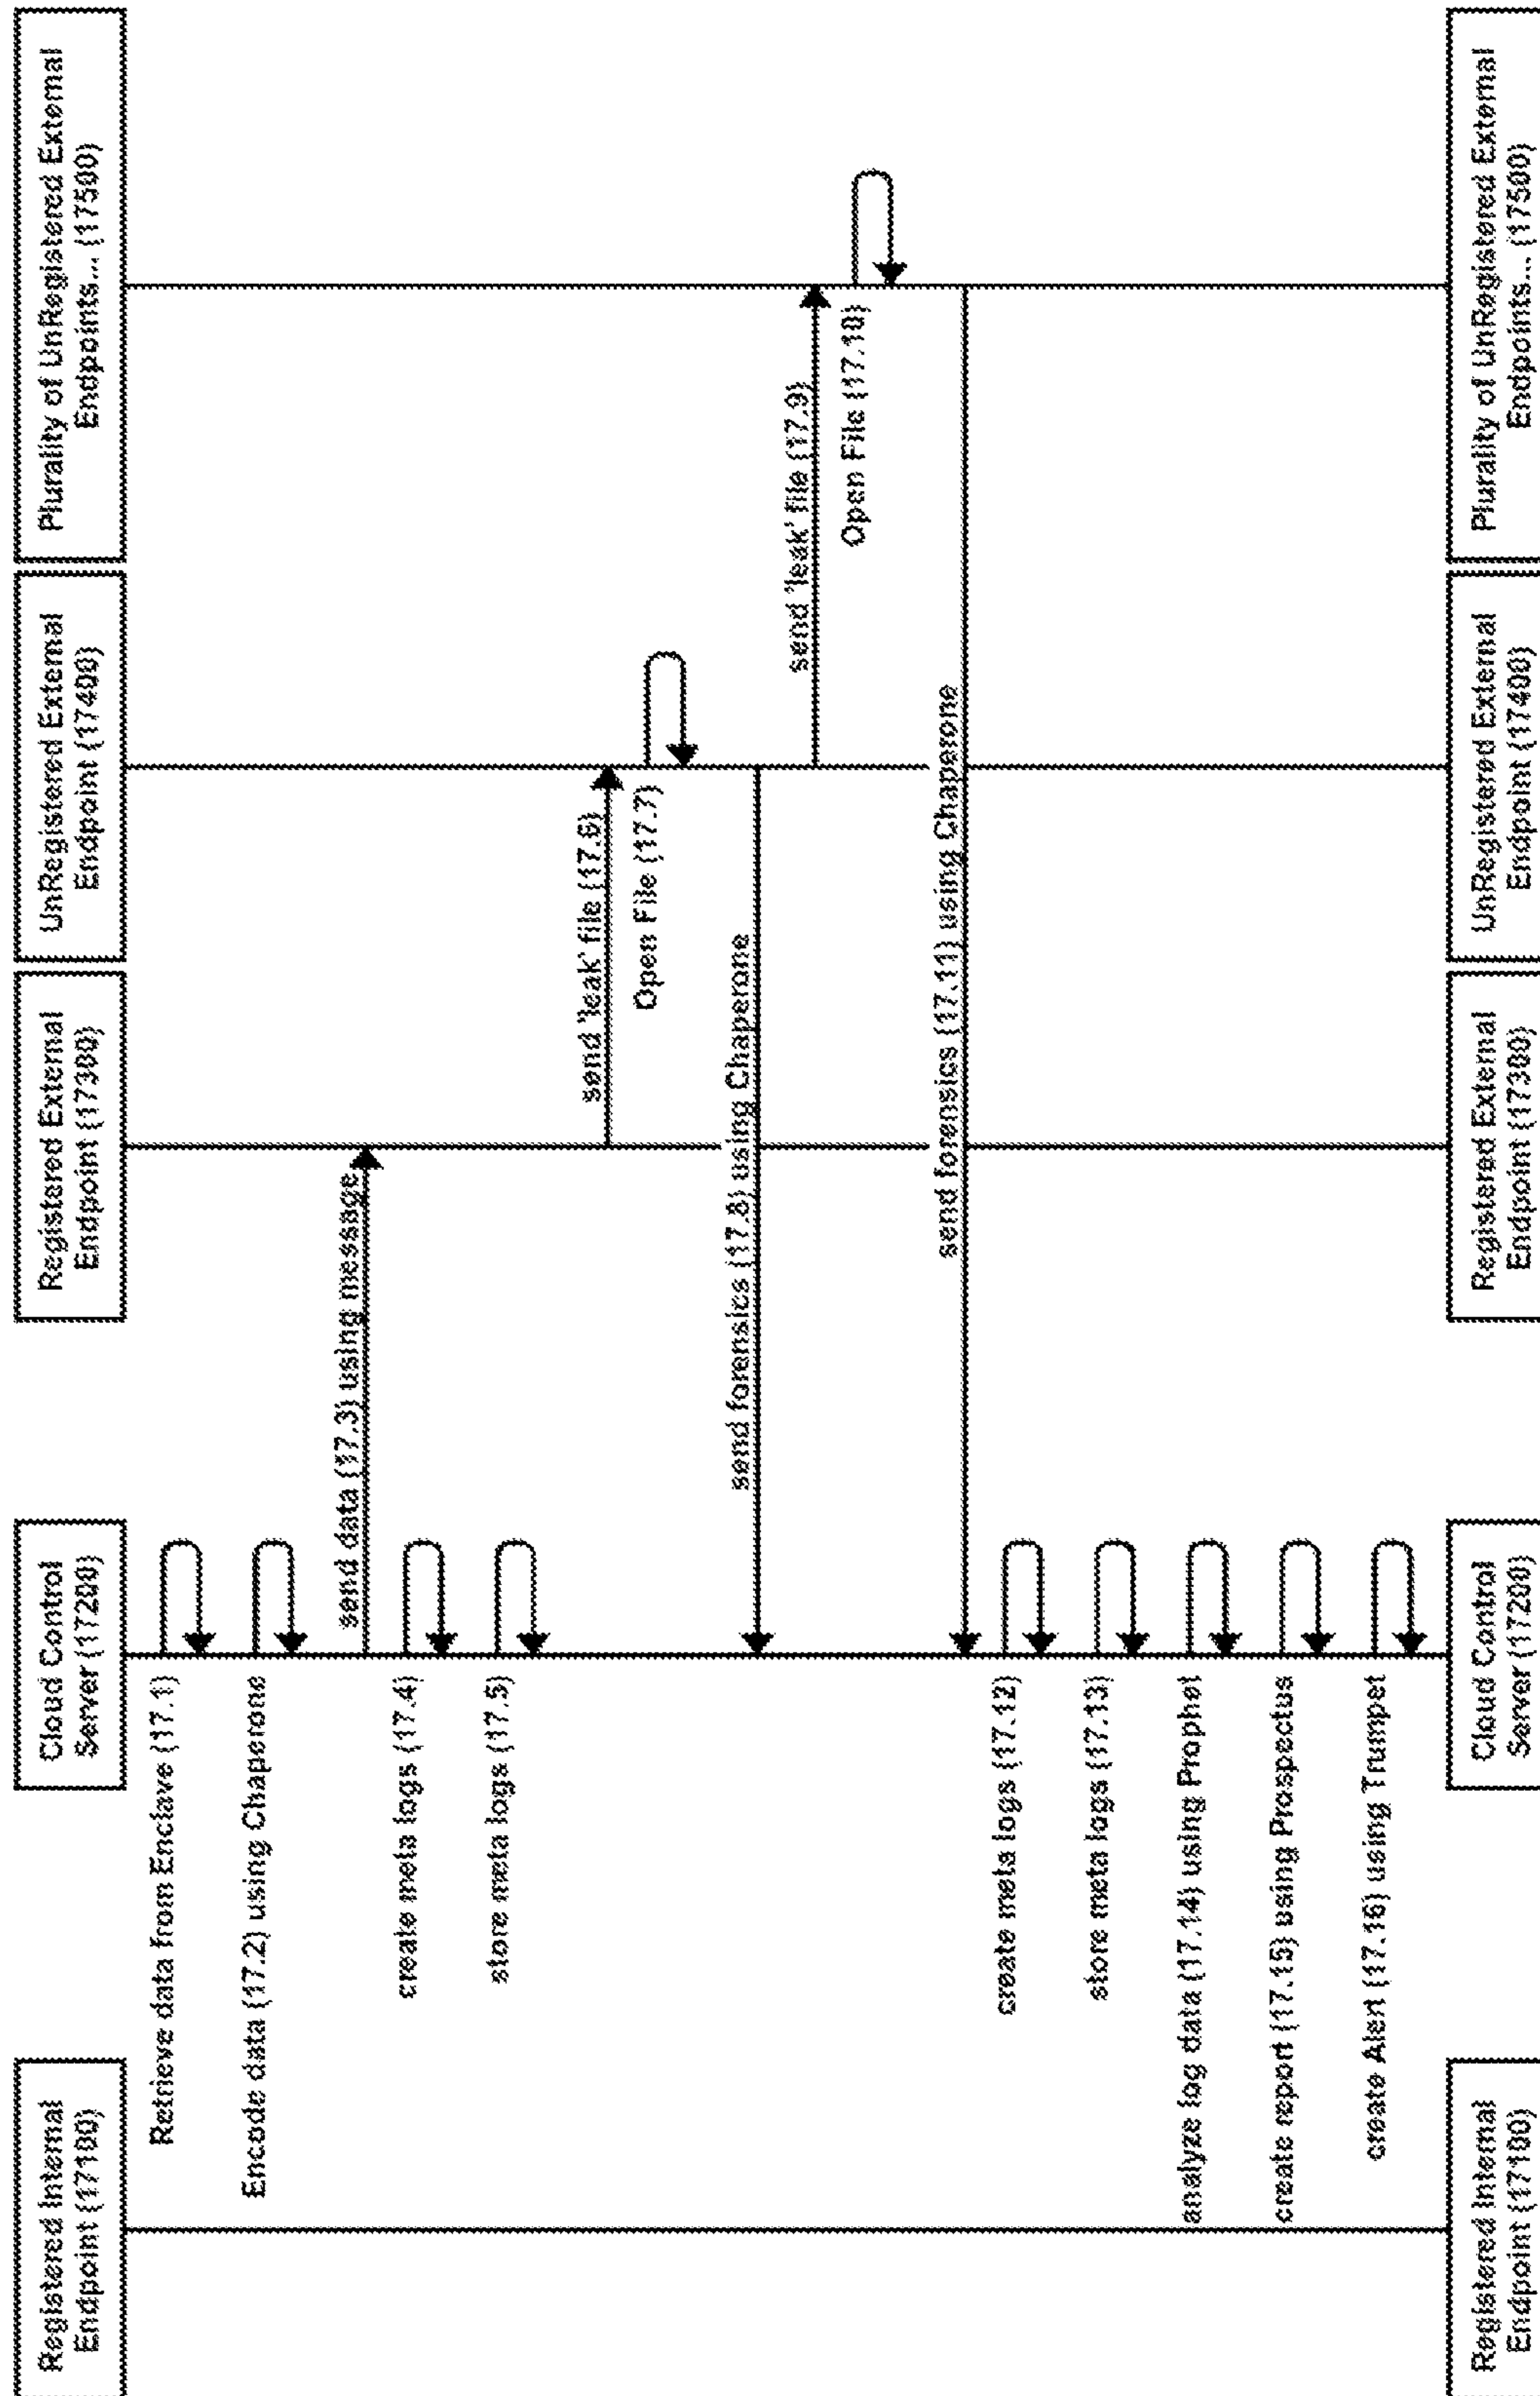 Registered Internal
Endpoint (17100)
Cloud Control
Server (17200)
Registered External
Endpoint (17300)
UnRegistered External
Endpoint (17400)
Plurality of UnRegistered External
Endpoints... (17500)
Retrieve data from Enclave (17.1)
Encode data (17.2) using Chaperone
send data (17.3) using message
create meta logs (17.4)
store meta logs (17.5)
send 'leak' file (17.6)
Open File (17.7)
send forensics (17.8) using Chaperone
send 'leak' file (17.9)
Open File (17.10)
send forensics (17.11) using Chaperone
create meta logs (17.12)
store meta logs (17.13)
analyze log data (17.14) using Prophet
create report (17.15) using Prospectus
create Alert (17.16) using Trumpet
Registered Internal
Endpoint (17100)
Cloud Control
Server (17200)
Registered External
Endpoint (17300)
UnRegistered External
Endpoint (17400)
Plurality of UnRegistered External
Endpoints... (17500)